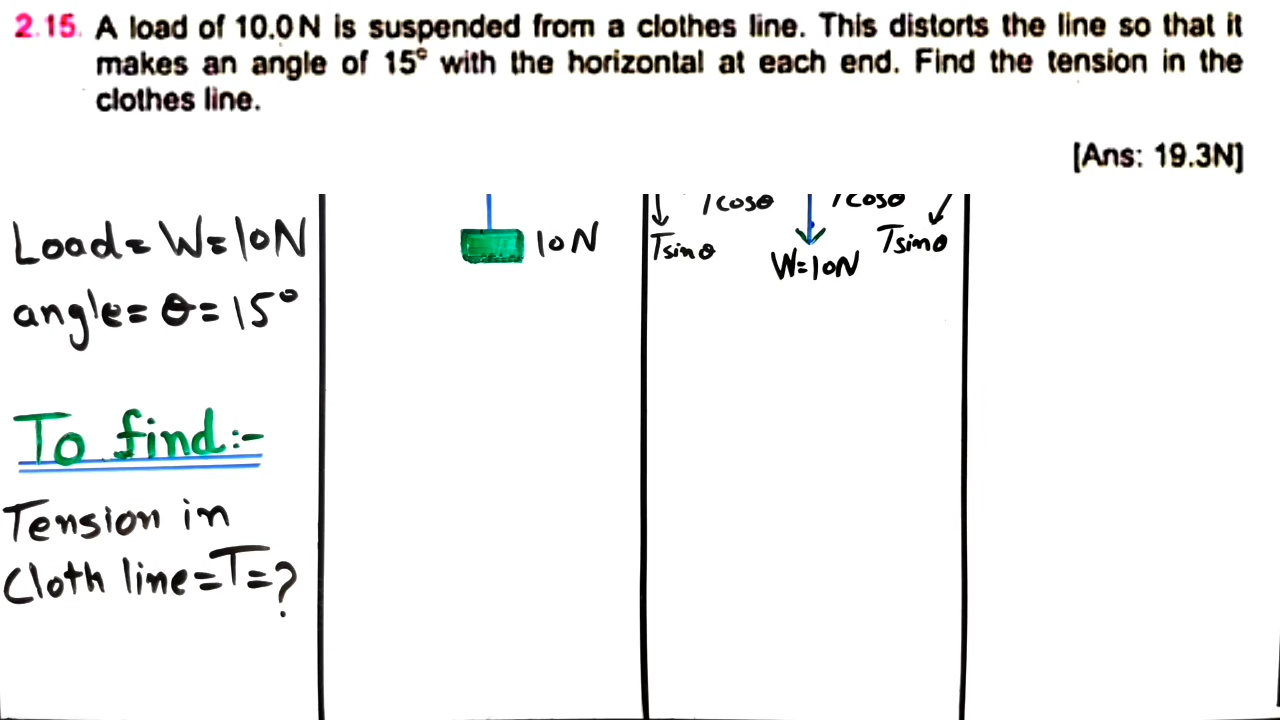 2.15. A load of 10.0 N is suspended from a clothes line. This distorts the line so that it
makes an angle of 15° with the horizontal at each end. Find the tension in the
clothes line.
[Ans: 19.3N]
Load = W = 10N
angle = θ = 15°
To find:-
Tension in
Cloth line = T = ?
10 N
Tcosθ
Tcosθ
Tsinθ
Tsinθ
W=10N